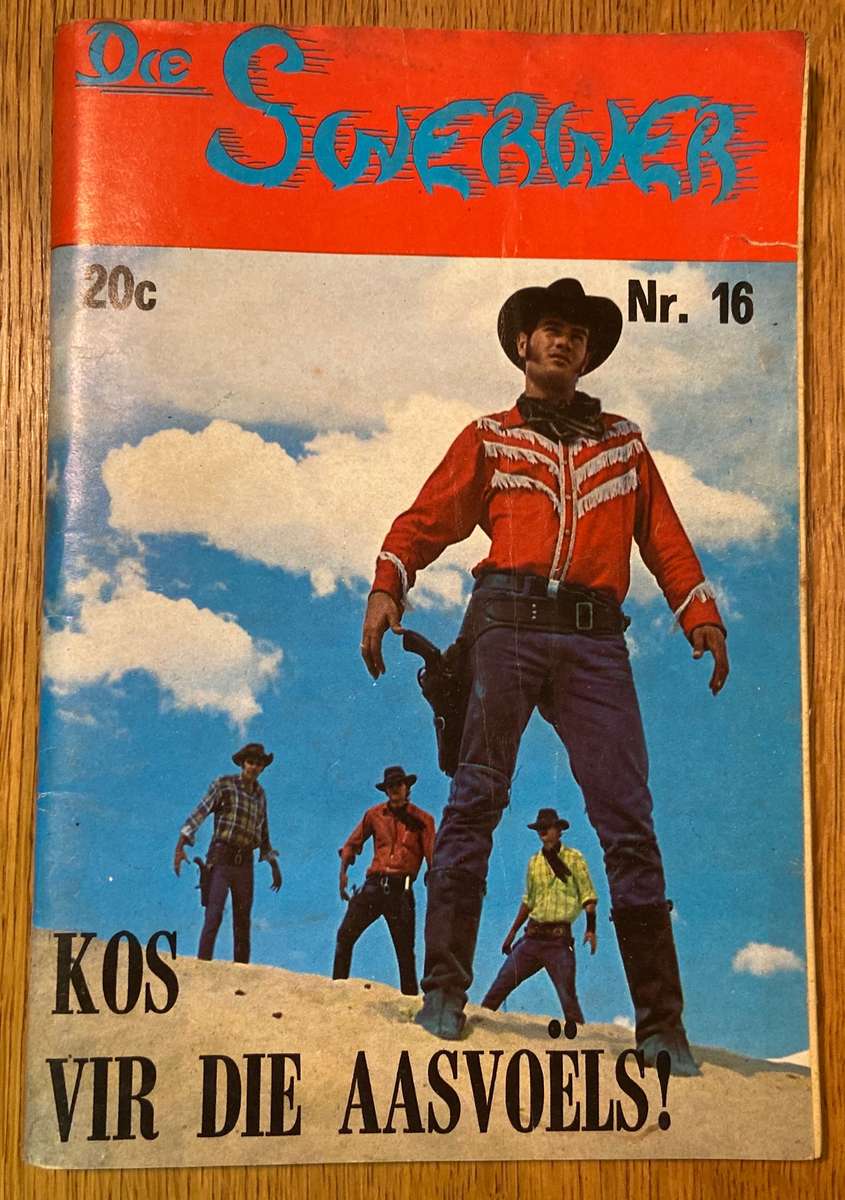 DIE SWERWER
20c
Nr. 16
KOS
VIR DIE AASVOËLS!